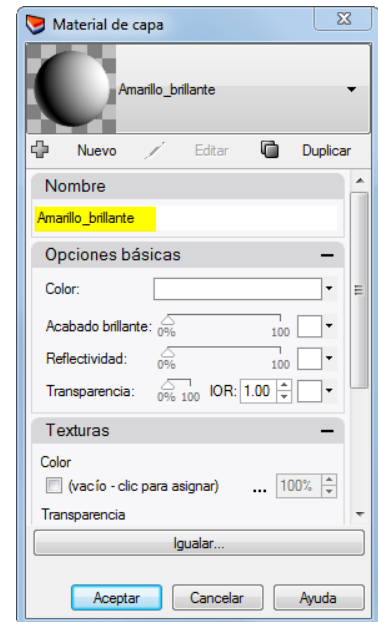 Material de capa
Amarillo_brillante
Nuevo Editar Duplicar
Nombre
Amarillo_brillante
Opciones básicas
Color:
Acabado brillante: 0% 100
Reflectividad: 0% 100
Transparencia: 0% 100 IOR: 1.00
Texturas
Color
(vacío - clic para asignar) ... 100%
Transparencia
Igualar...
Aceptar Cancelar Ayuda